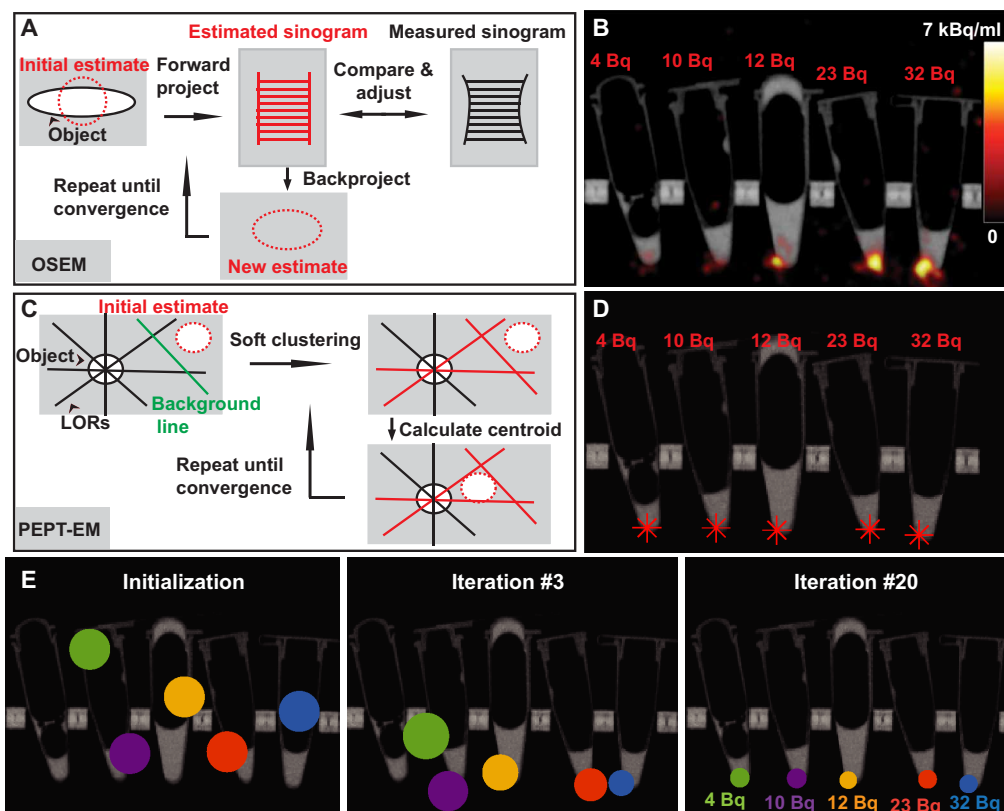 A
Initial estimate
Object
Forward
project
Estimated sinogram
Compare &
adjust
Measured sinogram
Backproject
Repeat until
convergence
New estimate
OSEM
B
7 kBq/ml
4 Bq
10 Bq
12 Bq
23 Bq
32 Bq
0
C
Initial estimate
Object
LORs
Background
line
Soft clustering
Calculate centroid
Repeat until
convergence
PEPT-EM
D
4 Bq
10 Bq
12 Bq
23 Bq
32 Bq
E
Initialization
Iteration #3
Iteration #20
4 Bq
10 Bq
12 Bq
23 Bq
32 Bq